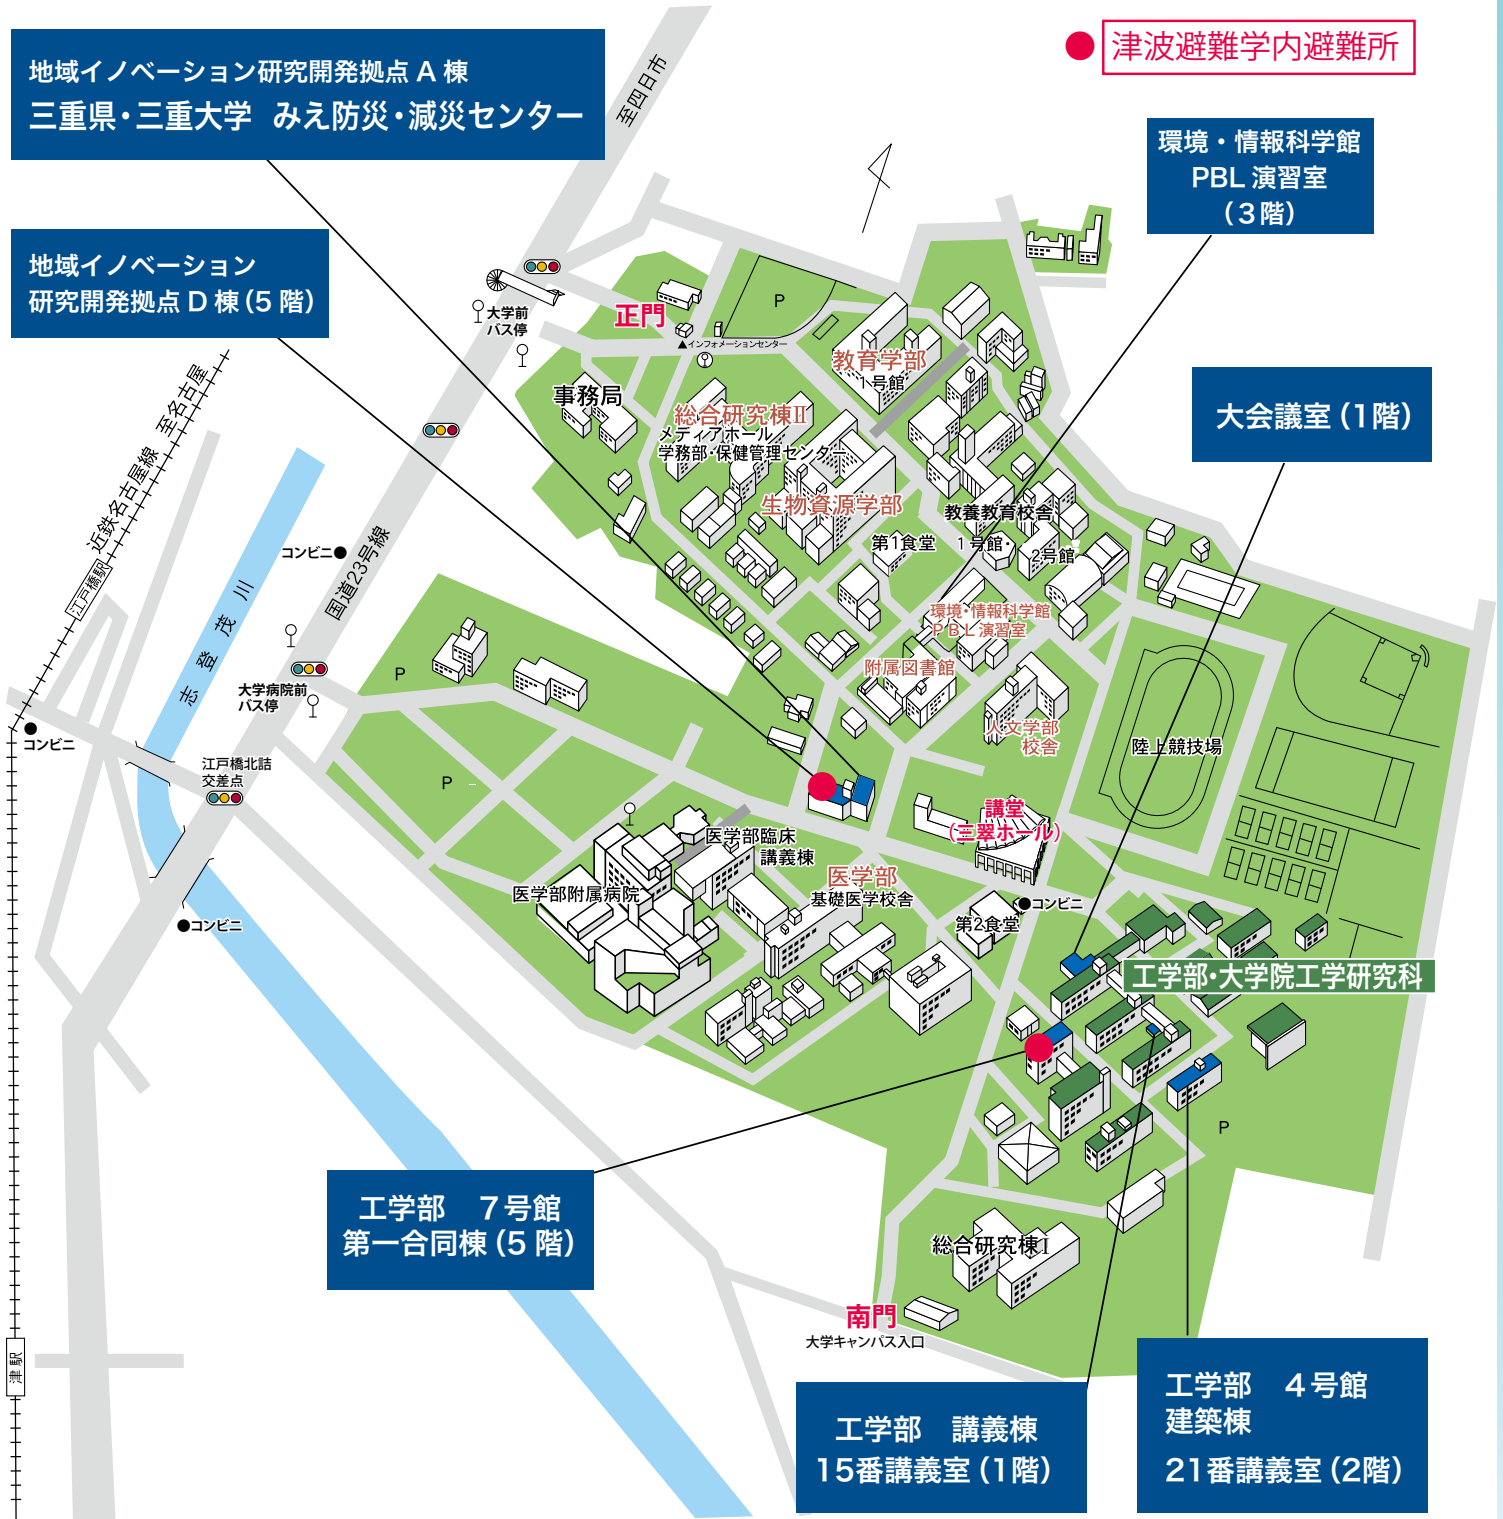 津波避難学内避難所
地域イノベーション研究開発拠点 A 棟
三重県・三重大学 みえ防災・減災センター
環境・情報科学館
PBL 演習室
(3階)
地域イノベーション
研究開発拠点 D 棟(5 階)
大会議室(1階)
至四日市
正門
大学前
バス停
▲インフォメーションセンター
P
教育学部
1号館
事務局
総合研究棟Ⅱ
メディアホール
学務部・保健管理センター
生物資源学部
教養教育校舎
1号館・
2号館
第1食堂
近鉄名古屋線 至名古屋
江戸橋駅
コンビニ
国道23号線
志登茂川
環境・情報科学館
PBL演習室
附属図書館
人文学部
校舎
陸上競技場
P
大学病院前
バス停
コンビニ
江戸橋北詰
交差点
P
講堂
(三翠ホール)
医学部臨床
講義棟
医学部
基礎医学校舎
医学部附属病院
コンビニ
第2食堂
コンビニ
工学部・大学院工学研究科
P
工学部 7号館
第一合同棟(5 階)
総合研究棟Ⅰ
南門
大学キャンパス入口
津駅
工学部 講義棟
15番講義室(1階)
工学部 4号館
建築棟
21番講義室(2階)